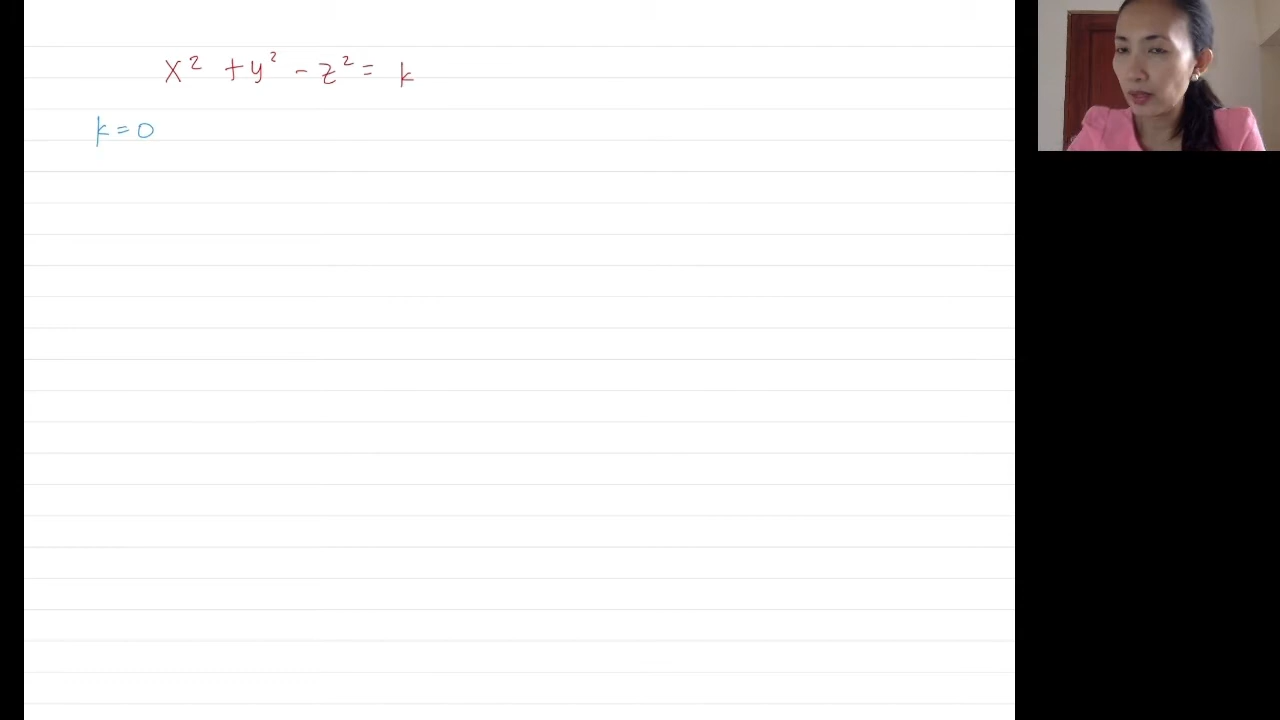 x² + y² - z² = k
k = 0